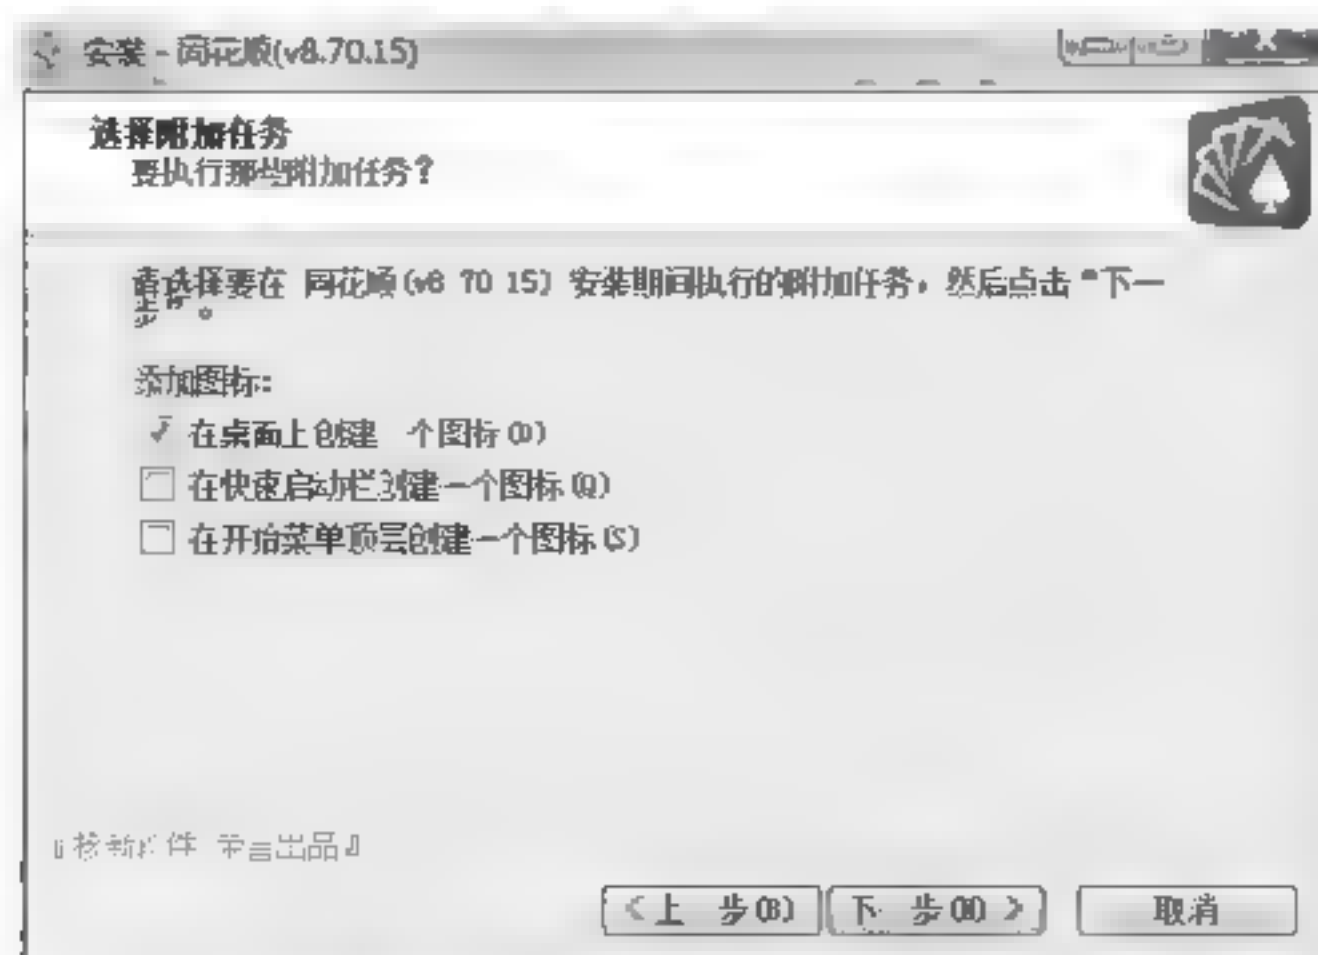 安装 - 同花顺(v8.70.15)
选择附加任务
要执行那些附加任务？
请选择要在 同花顺(v8 70 15) 安装期间执行的附加任务，然后点击“下一
步”。
添加图标：
在桌面上创建 个图标(D)
在快速启动栏创建一个图标(Q)
在开始菜单顶层创建一个图标(S)
出品』
<上 步(B)
下 步(N) >
取消